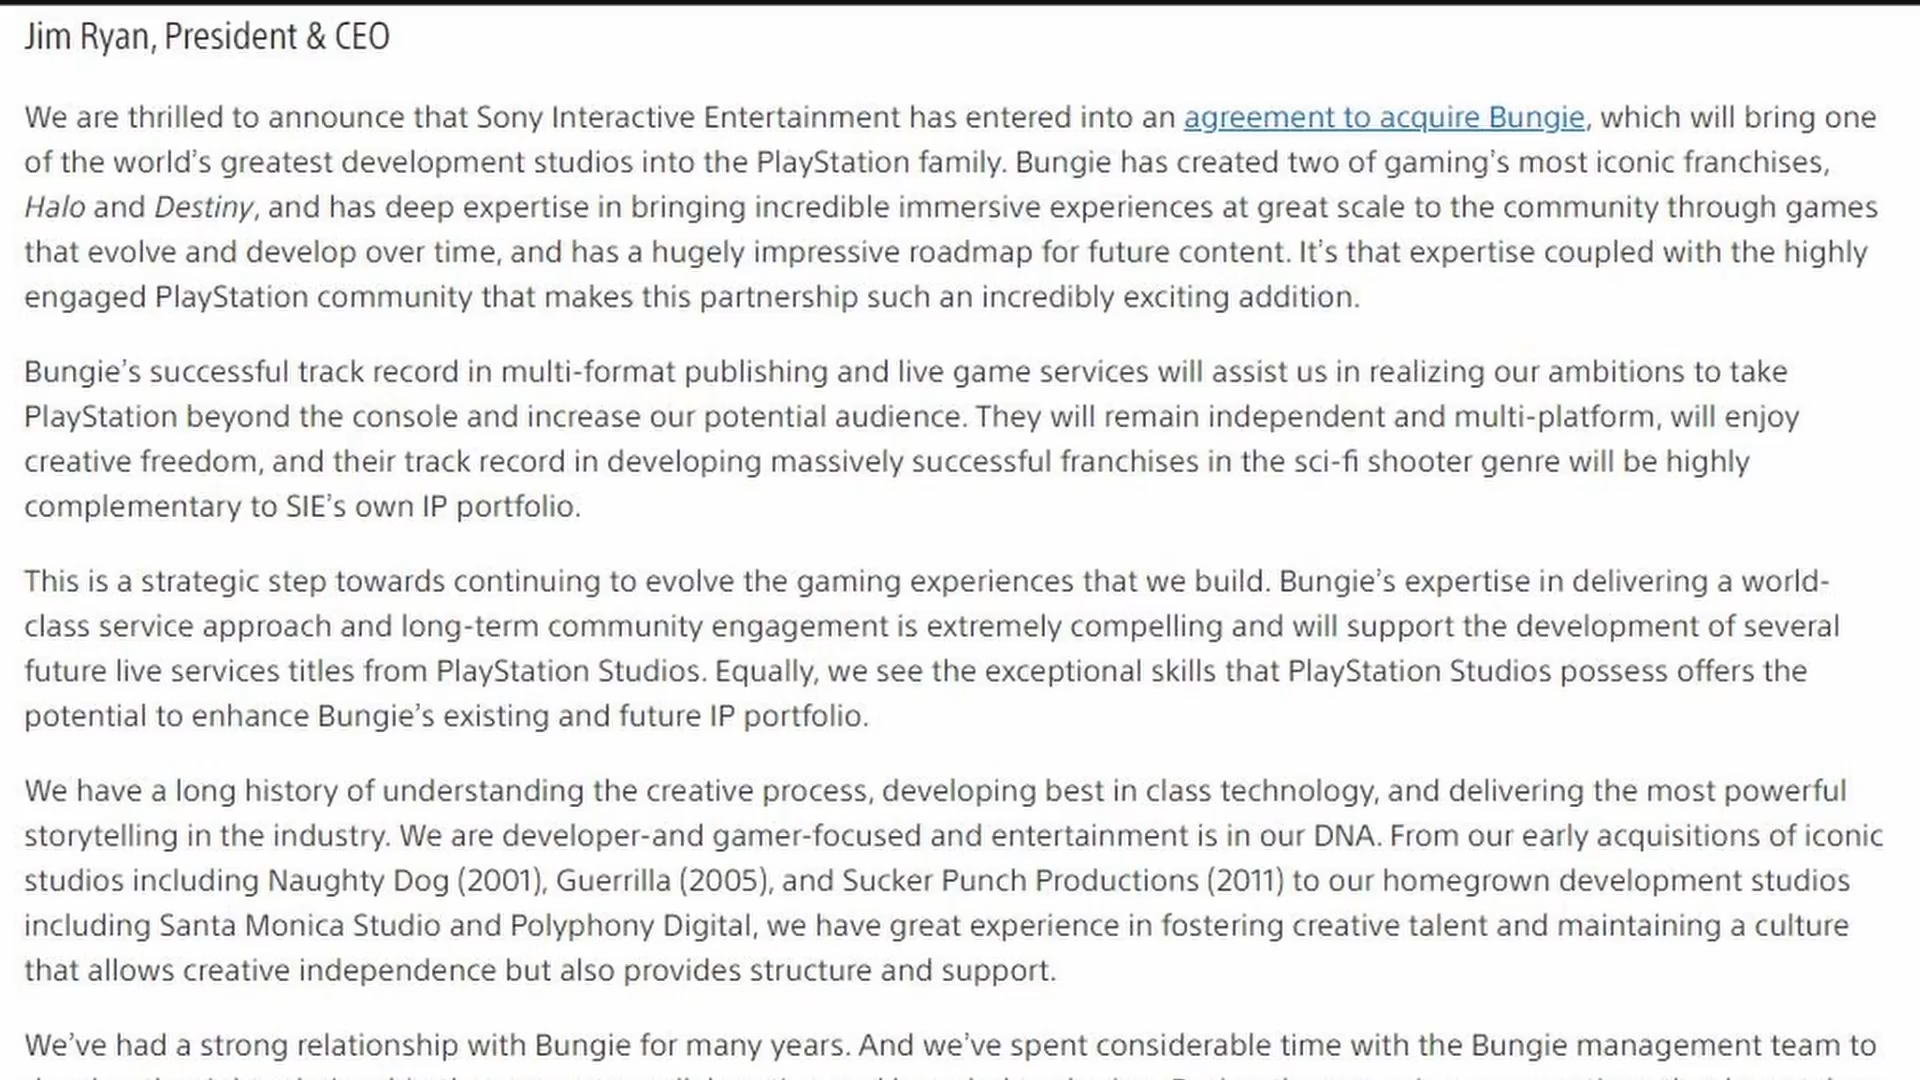 Jim Ryan, President & CEO
We are thrilled to announce that Sony Interactive Entertainment has entered into an agreement to acquire Bungie, which will bring one
of the world’s greatest development studios into the PlayStation family. Bungie has created two of gaming’s most iconic franchises,
Halo and Destiny, and has deep expertise in bringing incredible immersive experiences at great scale to the community through games
that evolve and develop over time, and has a hugely impressive roadmap for future content. It’s that expertise coupled with the highly
engaged PlayStation community that makes this partnership such an incredibly exciting addition.
Bungie’s successful track record in multi-format publishing and live game services will assist us in realizing our ambitions to take
PlayStation beyond the console and increase our potential audience. They will remain independent and multi-platform, will enjoy
creative freedom, and their track record in developing massively successful franchises in the sci-fi shooter genre will be highly
complementary to SIE’s own IP portfolio.
This is a strategic step towards continuing to evolve the gaming experiences that we build. Bungie’s expertise in delivering a world-
class service approach and long-term community engagement is extremely compelling and will support the development of several
future live services titles from PlayStation Studios. Equally, we see the exceptional skills that PlayStation Studios possess offers the
potential to enhance Bungie’s existing and future IP portfolio.
We have a long history of understanding the creative process, developing best in class technology, and delivering the most powerful
storytelling in the industry. We are developer-and gamer-focused and entertainment is in our DNA. From our early acquisitions of iconic
studios including Naughty Dog (2001), Guerrilla (2005), and Sucker Punch Productions (2011) to our homegrown development studios
including Santa Monica Studio and Polyphony Digital, we have great experience in fostering creative talent and maintaining a culture
that allows creative independence but also provides structure and support.
We’ve had a strong relationship with Bungie for many years. And we’ve spent considerable time with the Bungie management team to